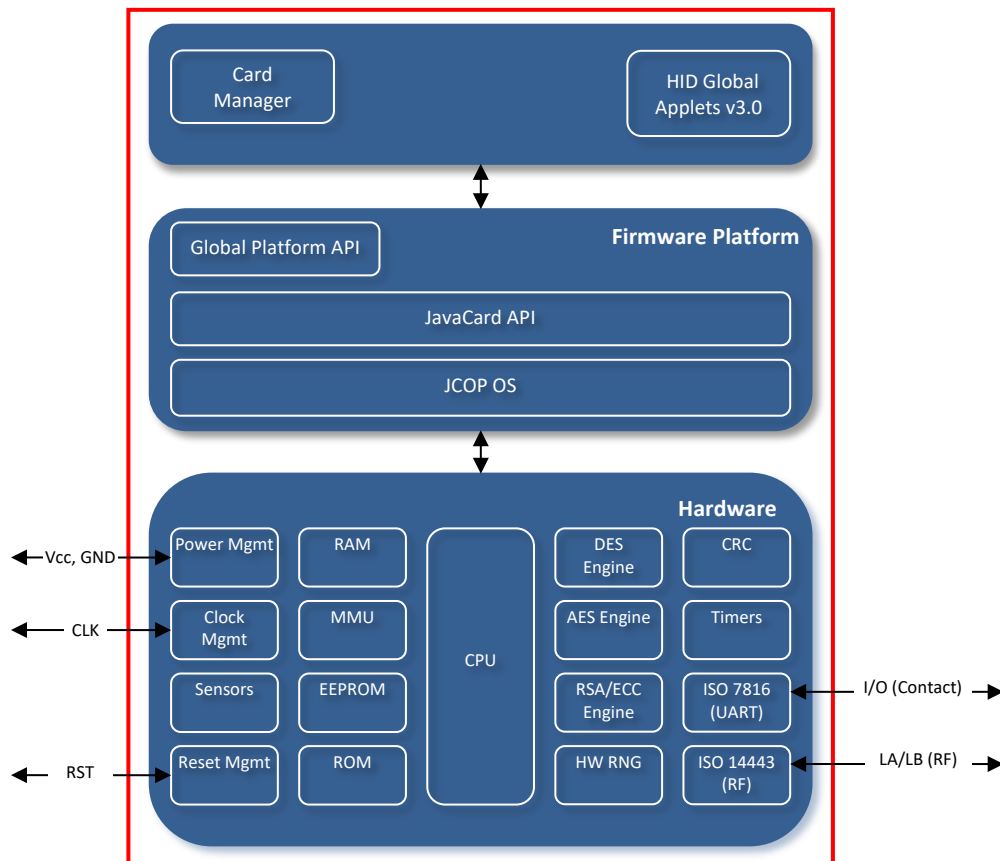 Card
Manager
HID Global
Applets v3.0
Firmware Platform
Global Platform API
JavaCard API
JCOP OS
Hardware
Power Mgmt
RAM
CPU
DES
Engine
CRC
Vcc, GND
Clock
Mgmt
MMU
AES Engine
Timers
CLK
Sensors
EEPROM
RSA/ECC
Engine
ISO 7816
(UART)
I/O (Contact)
RST
Reset Mgmt
ROM
HW RNG
ISO 14443
(RF)
LA/LB (RF)